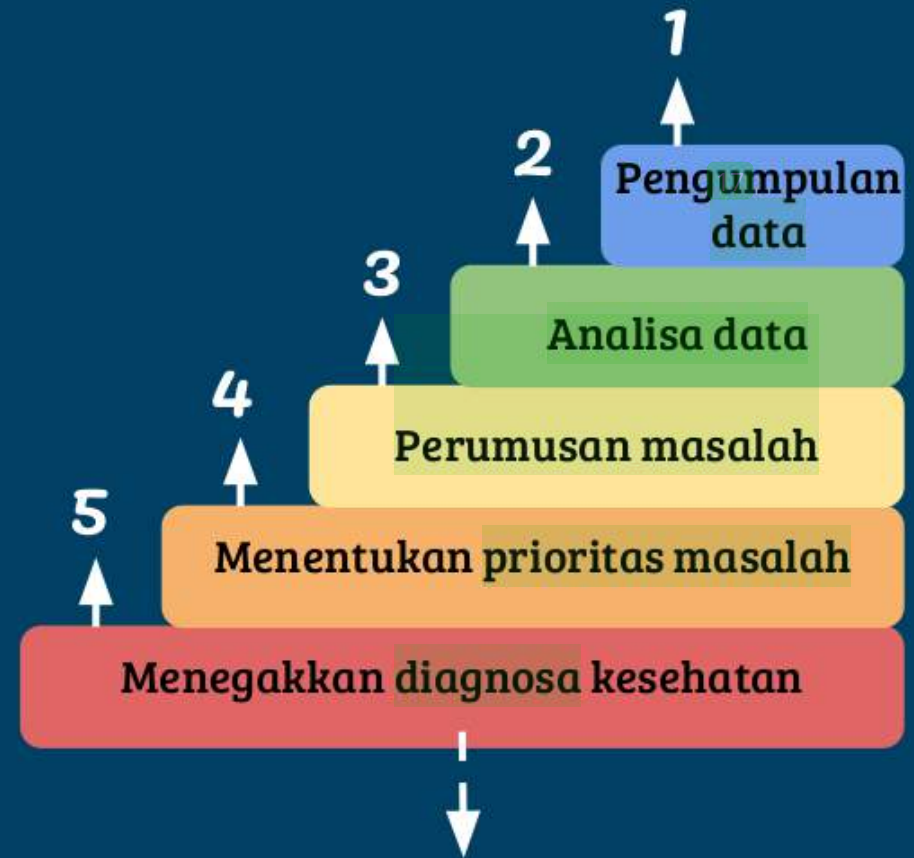 1
Pengumpulan
data
2
Analisa data
3
Perumusan masalah
4
Menentukan prioritas masalah
5
Menegakkan diagnosa kesehatan